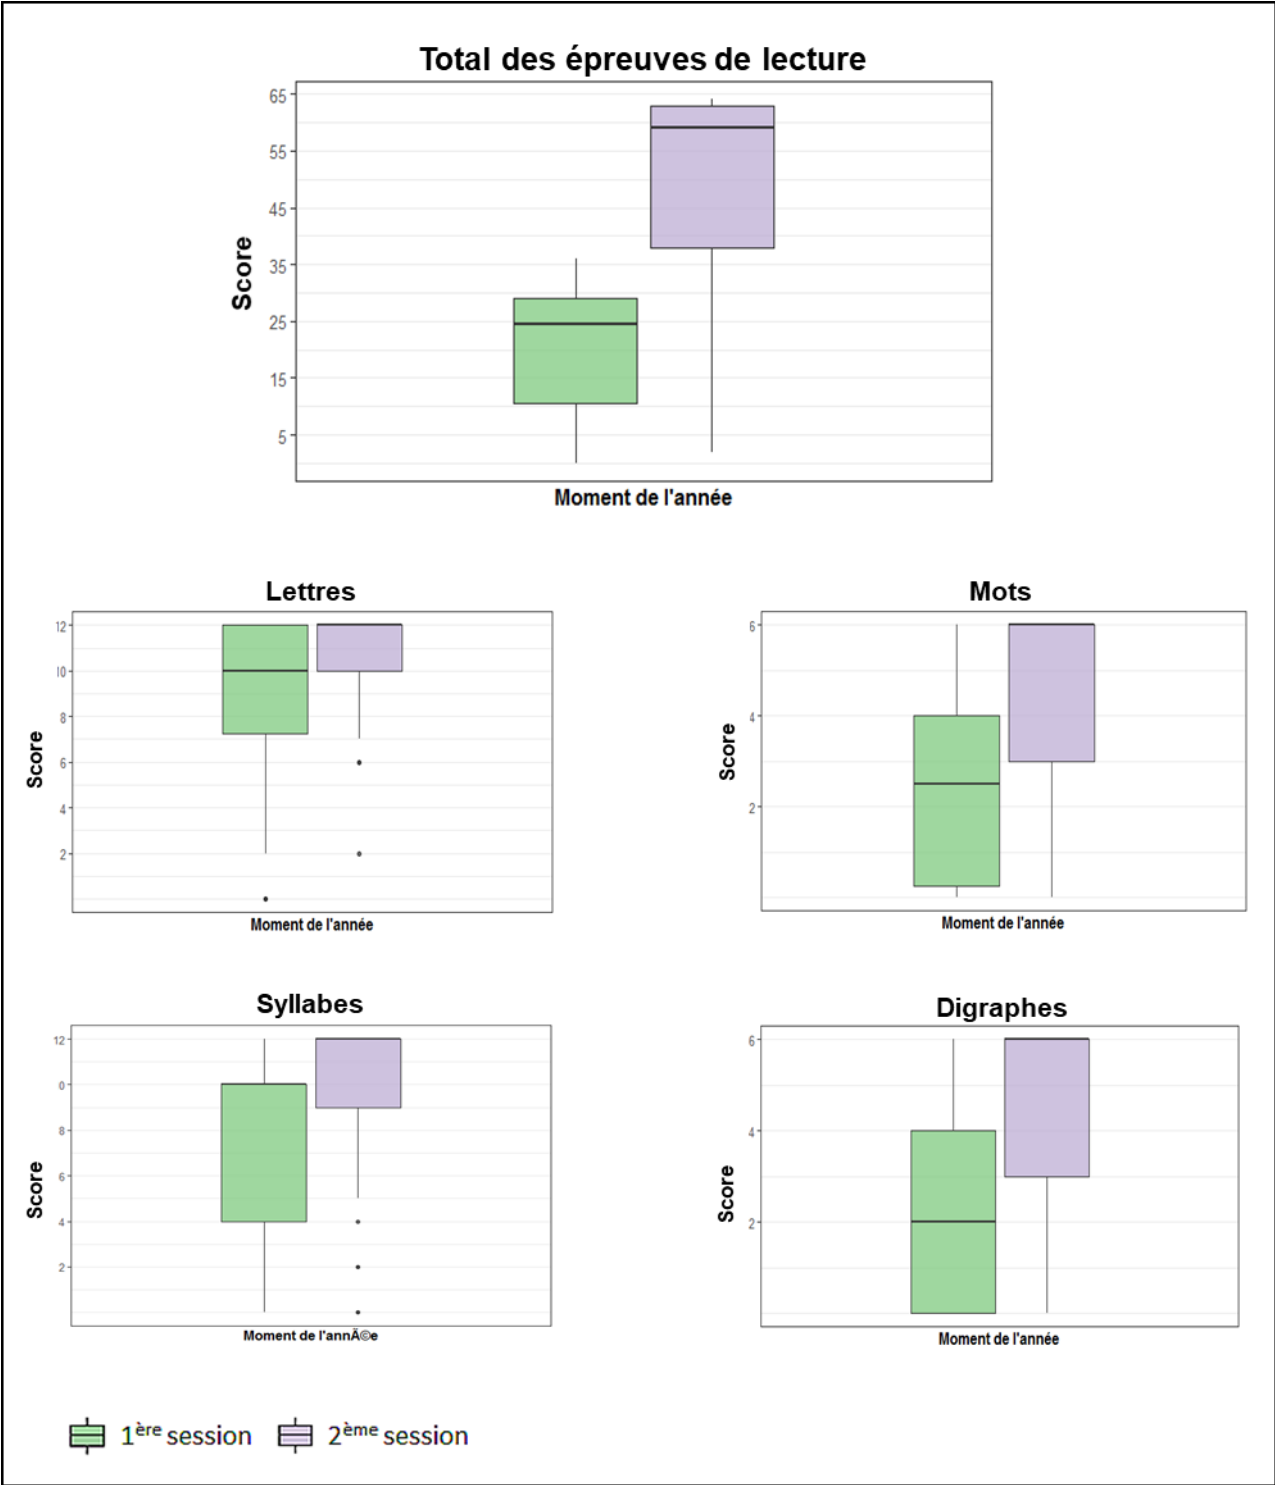 Total des épreuves de lecture
65
55
45
35
25
15
5
Score
Moment de l'année
Lettres
12
10
8
6
4
2
Score
Moment de l'année
Mots
6
4
2
Score
Moment de l'année
Syllabes
12
0
8
6
4
2
Score
Moment de l'annÃ©e
Digraphes
6
4
2
Score
Moment de l'année
1ère session 2ème session